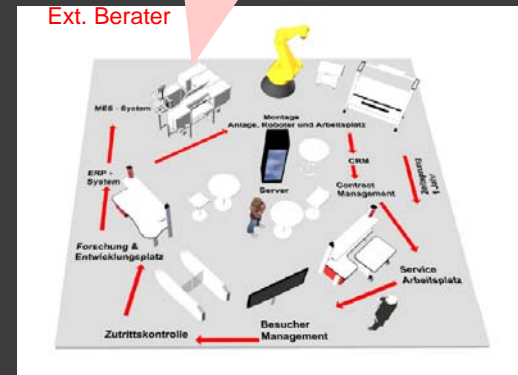 Ext. Berater
MES - System
Montage
Anlage, Roboter und Arbeitsplatz
ERP -
System
CRM
Server
Contract
Management
Forschung &
Entwicklungsplatz
Service
Arbeitsplatz
Besucher
Management
Zutrittskontrolle